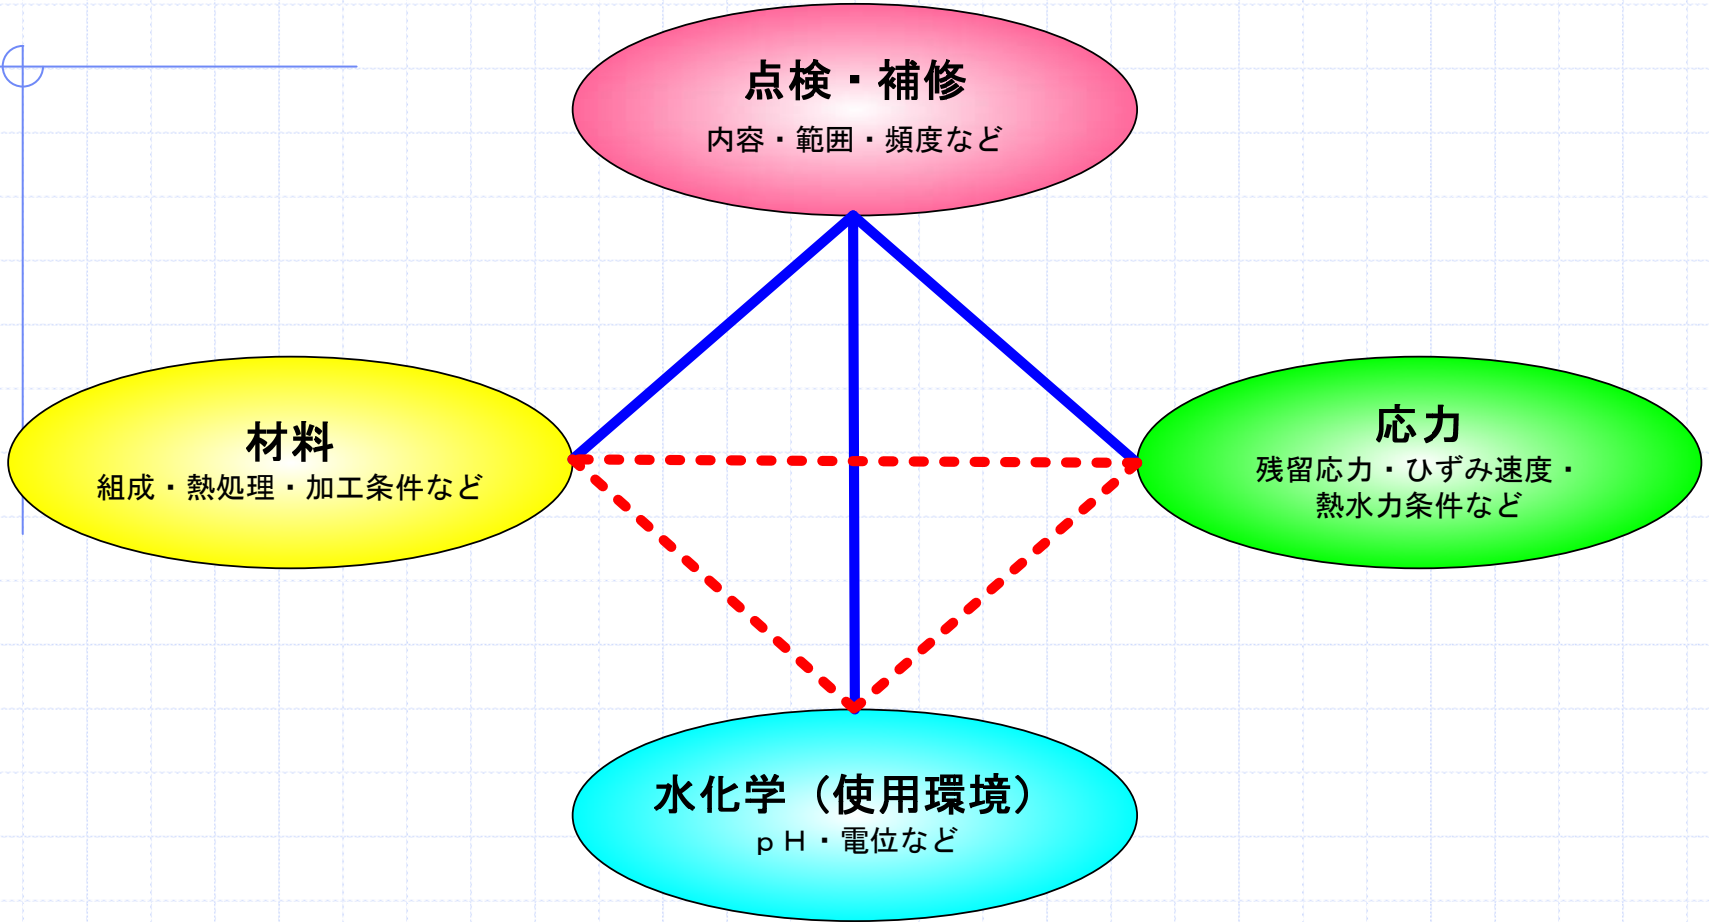 点検・補修
内容・範囲・頻度など
材料
組成・熱処理・加工条件など
応力
残留応力・ひずみ速度・
熱水力条件など
水化学（使用環境）
ｐＨ・電位など